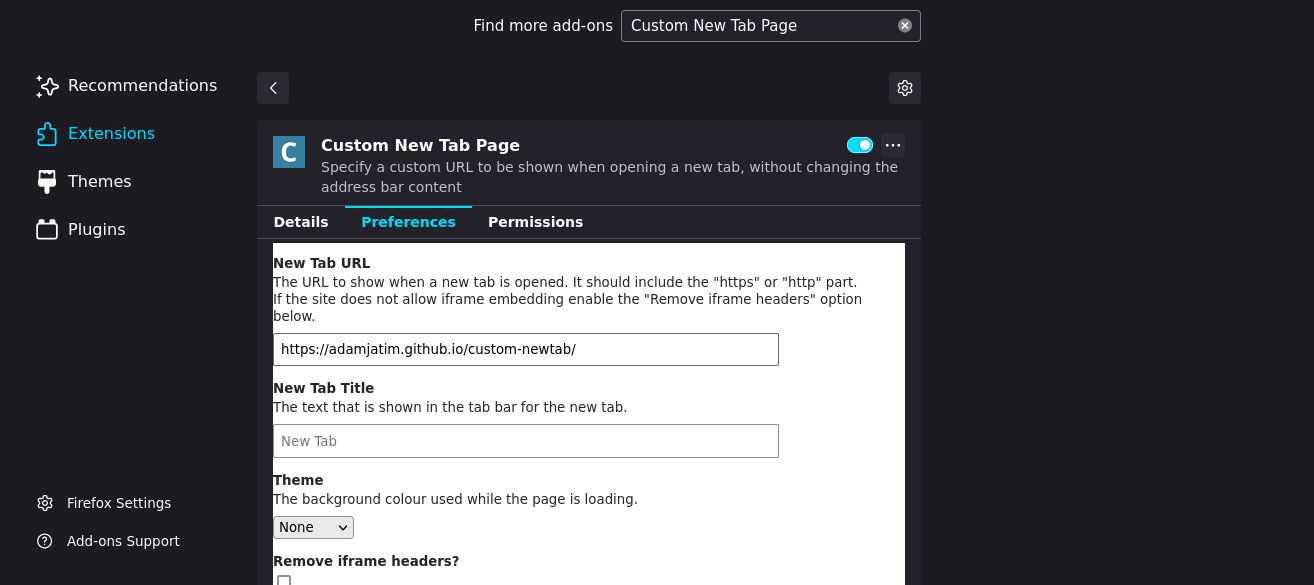 Find more add-ons
Custom New Tab Page
Recommendations
Extensions
Themes
Plugins
Firefox Settings
Add-ons Support
C
Custom New Tab Page
Specify a custom URL to be shown when opening a new tab, without changing the
address bar content
Details
Preferences
Permissions
New Tab URL
The URL to show when a new tab is opened. It should include the "https" or "http" part.
If the site does not allow iframe embedding enable the "Remove iframe headers" option
below.
https://adamjatim.github.io/custom-newtab/
New Tab Title
The text that is shown in the tab bar for the new tab.
New Tab
Theme
The background colour used while the page is loading.
None
Remove iframe headers?